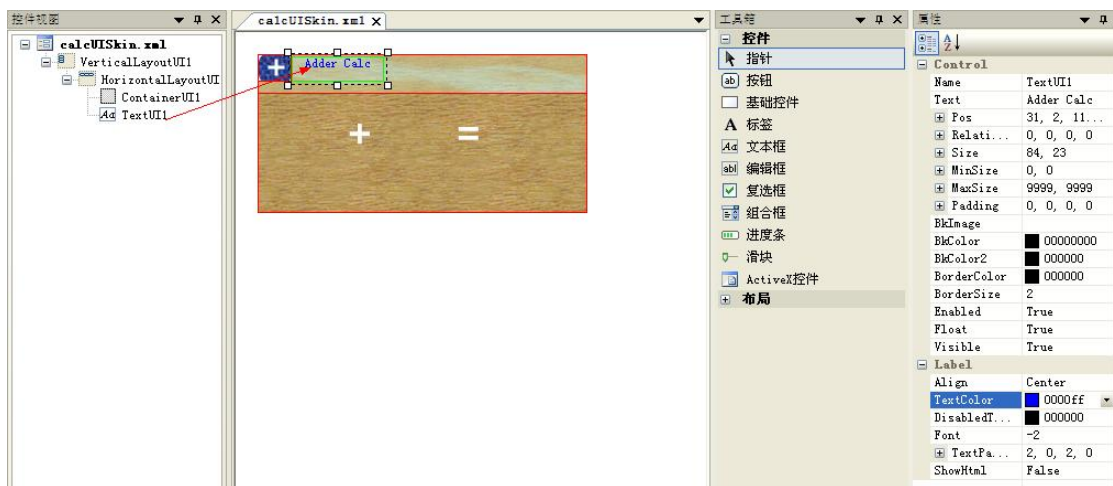 控件视图
calcUISkin.xml
VerticalLayoutUI1
HorizontalLayoutUI
ContainerUI1
Aa TextUI1
calcUISkin.xml X
Adder Calc
+
+ =
工具箱
控件
指针
ab 按钮
基础控件
A 标签
Aa 文本框
abl 编辑框
复选框
组合框
进度条
滑块
ActiveX控件
布局
属性
Control
Name TextUI1
Text Adder Calc
Pos 31, 2, 11...
Relati... 0, 0, 0, 0
Size 84, 23
MinSize 0, 0
MaxSize 9999, 9999
Padding 0, 0, 0, 0
BkImage
BkColor 00000000
BkColor2 000000
BorderColor 000000
BorderSize 2
Enabled True
Float True
Visible True
Label
Align Center
TextColor 0000ff
DisabledT... 000000
Font -2
TextPa... 2, 0, 2, 0
ShowHtml False